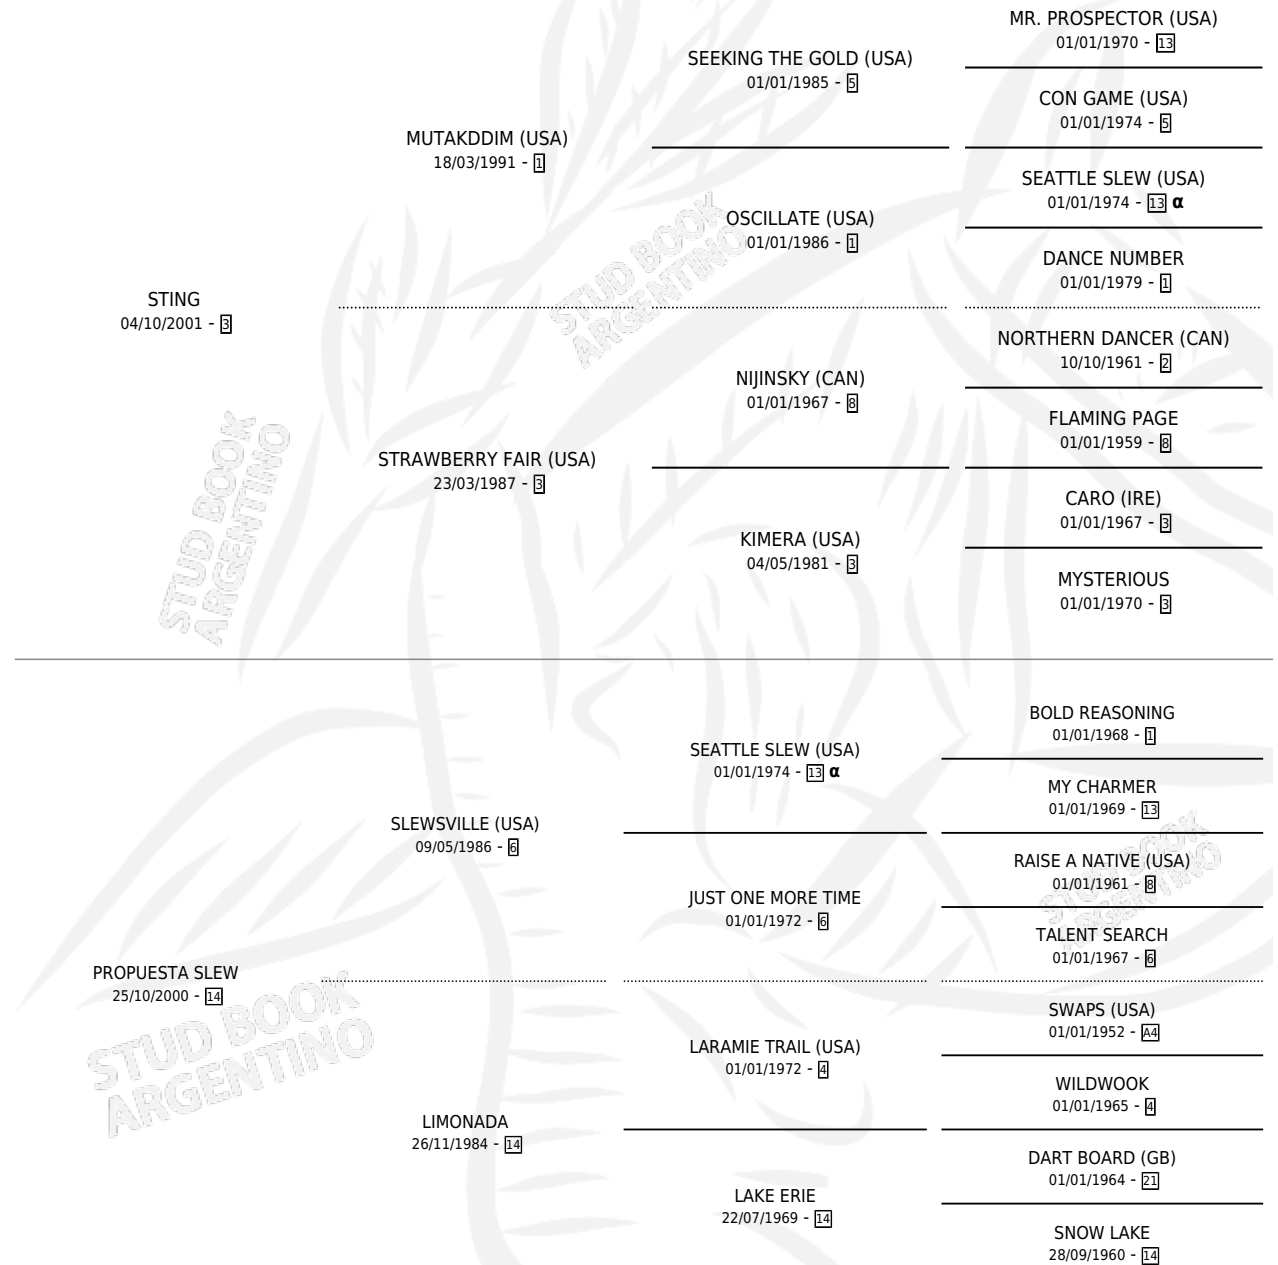 MR. PROSPECTOR (USA)
01/01/1970 - 13
SEEKING THE GOLD (USA)
01/01/1985 - 5
CON GAME (USA)
01/01/1974 - 5
MUTAKDDIM (USA)
18/03/1991 - 1
SEATTLE SLEW (USA)
01/01/1974 - 13 α
OSCILLATE (USA)
01/01/1986 - 1
DANCE NUMBER
01/01/1979 - 1
STING
04/10/2001 - 3
NORTHERN DANCER (CAN)
10/10/1961 - 2
NIJINSKY (CAN)
01/01/1967 - 8
FLAMING PAGE
01/01/1959 - 8
STRAWBERRY FAIR (USA)
23/03/1987 - 3
CARO (IRE)
01/01/1967 - 3
KIMERA (USA)
04/05/1981 - 3
MYSTERIOUS
01/01/1970 - 3
BOLD REASONING
01/01/1968 - 1
SEATTLE SLEW (USA)
01/01/1974 - 13 α
MY CHARMER
01/01/1969 - 13
SLEWSVILLE (USA)
09/05/1986 - 6
RAISE A NATIVE (USA)
01/01/1961 - 8
JUST ONE MORE TIME
01/01/1972 - 6
TALENT SEARCH
01/01/1967 - 6
PROPUESTA SLEW
25/10/2000 - 14
SWAPS (USA)
01/01/1952 - A4
LARAMIE TRAIL (USA)
01/01/1972 - 4
WILDWOOK
01/01/1965 - 4
LIMONADA
26/11/1984 - 14
DART BOARD (GB)
01/01/1964 - 21
LAKE ERIE
22/07/1969 - 14
SNOW LAKE
28/09/1960 - 14
STUD BOOK
ARGENTINO
STUD BOOK
ARGENTINO
STUD BOOK
ARGENTINO
STUD BOOK
ARGENTINO